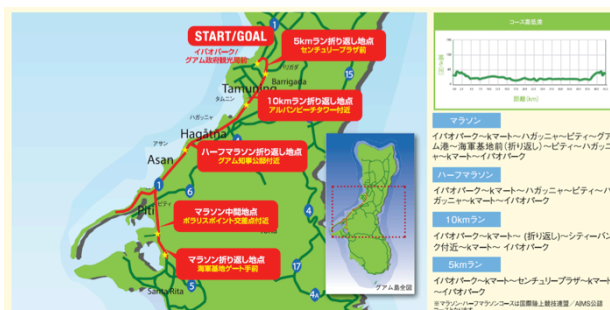 START/GOAL
イパオパーク/
グアム政府観光局前
5kmラン折り返し地点
センチュリープラザ前
1
Barrigada
15
Tamuning
タムニン
10kmラン折り返し地点
アルパンビーチタワー付近
ハガッニャ
Hagåtña
アサン
Asan
ハーフマラソン折り返し地点
グアム知事公邸付近
1
6
Piti
マラソン中間地点
ポラリスポイント交差点付近
4
マラソン折り返し地点
海軍基地ゲート手前
17
Santa Rita
5
4A
グアム島全図
コース高低表
距離(km)
マラソン
イパオパーク〜kマート〜ハガッニャ〜ピティ〜グア
ム港〜海軍基地前(折り返し)〜ピティ〜ハガッニ
ャ〜kマート〜イパオパーク
ハーフマラソン
イパオパーク〜kマート〜ハガッニャ〜ピティ〜ハ
ガッニャ〜kマート〜イパオパーク
10kmラン
イパオパーク〜kマート〜 (折り返し)〜シティーバン
ク付近〜kマート〜 イパオパーク
5kmラン
イパオパーク〜kマート〜センチュリープラザ〜kマート
〜イパオパーク
※マラソン・ハーフマラソンコースは国際陸上競技連盟/AIMS公認